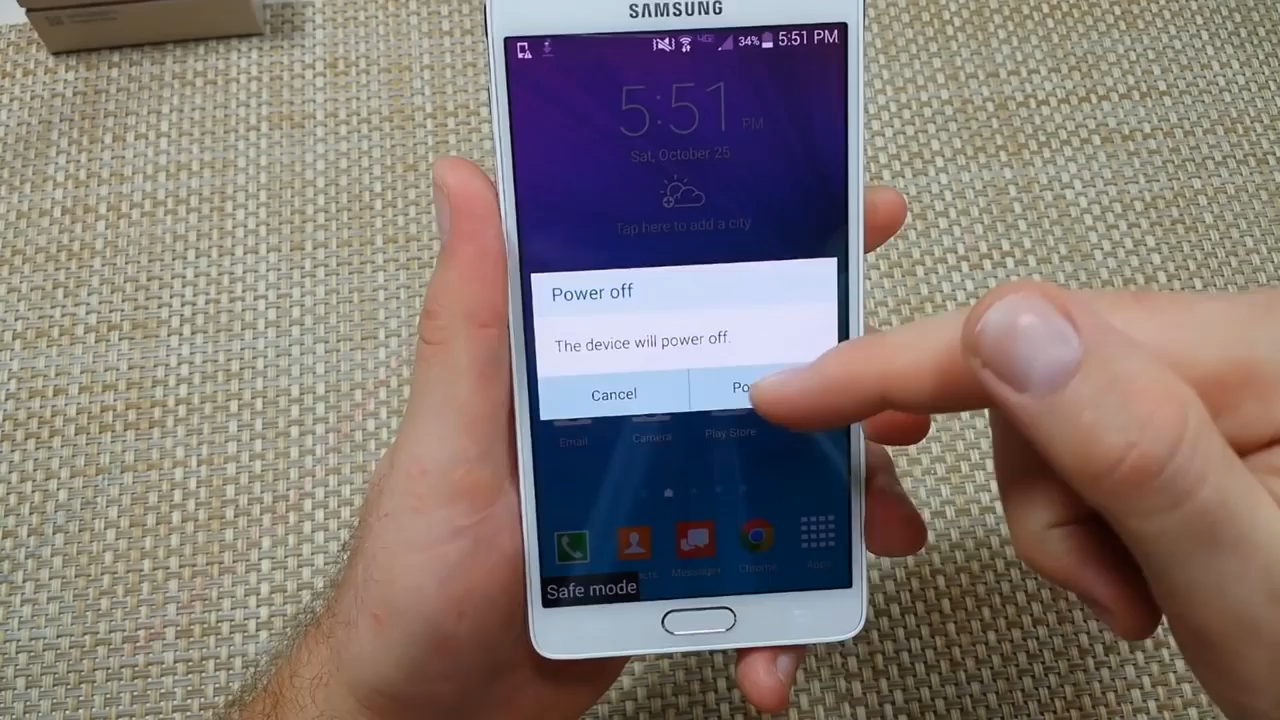 SAMSUNG
34% 5:51 PM
5:51 PM
Sat, October 25
Tap here to add a city
Power off
The device will power off.
Cancel
Email Camera Play Store
Messages Chrome Apps
Safe mode